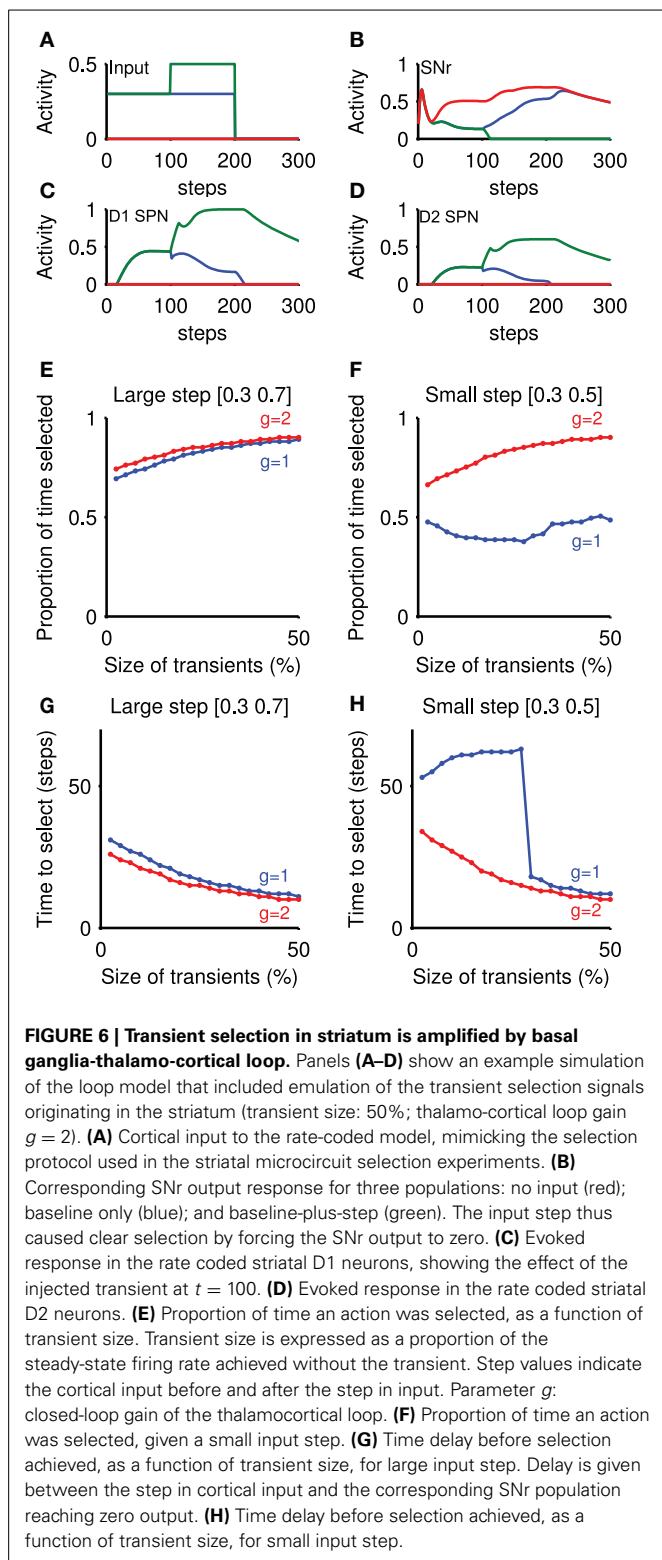 A
B
0.5
Input
Activity
0
0 100 200 300
steps
1
SNr
Activity
0.5
0
0 100 200 300
steps
C
D
1
D1 SPN
Activity
0.5
0
0 100 200 300
steps
1
D2 SPN
Activity
0.5
0
0 100 200 300
steps
E
Large step [0.3 0.7]
F
Small step [0.3 0.5]
Proportion of time selected
1
0.5
0
g=2
g=1
0 50
Size of transients (%)
Proportion of time selected
1
0.5
0
g=2
g=1
0 50
Size of transients (%)
G
Large step [0.3 0.7]
H
Small step [0.3 0.5]
Time to select (steps)
50
0
g=1
g=2
0 50
Size of transients (%)
Time to select (steps)
50
0
g=1
g=2
0 50
Size of transients (%)
FIGURE 6 | Transient selection in striatum is amplified by basal
ganglia-thalamo-cortical loop. Panels (A–D) show an example simulation
of the loop model that included emulation of the transient selection signals
originating in the striatum (transient size: 50%; thalamo-cortical loop gain
g = 2). (A) Cortical input to the rate-coded model, mimicking the selection
protocol used in the striatal microcircuit selection experiments. (B)
Corresponding SNr output response for three populations: no input (red);
baseline only (blue); and baseline-plus-step (green). The input step thus
caused clear selection by forcing the SNr output to zero. (C) Evoked
response in the rate coded striatal D1 neurons, showing the effect of the
injected transient at t = 100. (D) Evoked response in the rate coded striatal
D2 neurons. (E) Proportion of time an action was selected, as a function of
transient size. Transient size is expressed as a proportion of the
steady-state firing rate achieved without the transient. Step values indicate
the cortical input before and after the step in input. Parameter g:
closed-loop gain of the thalamocortical loop. (F) Proportion of time an action
was selected, given a small input step. (G) Time delay before selection
achieved, as a function of transient size, for large input step. Delay is given
between the step in cortical input and the corresponding SNr population
reaching zero output. (H) Time delay before selection achieved, as a
function of transient size, for small input step.